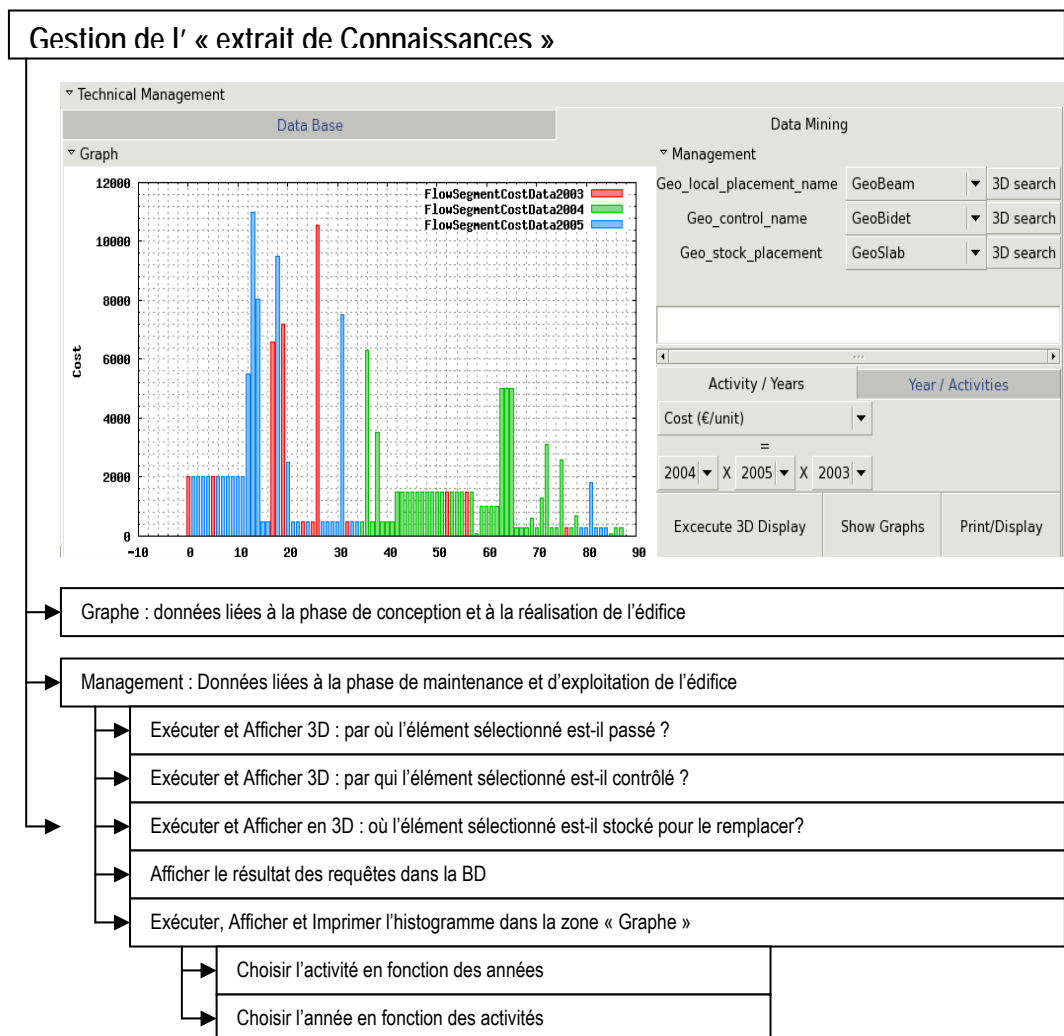 Gestion de l' « extrait de Connaissances »
Technical Management
Data Base
Data Mining
Graph
12000
10000
8000
6000
4000
2000
0
Cost
-10 0 10 20 30 40 50 60 70 80 90
FlowSegmentCostData2003
FlowSegmentCostData2004
FlowSegmentCostData2005
Management
Geo_local_placement_name GeoBeam 3D search
Geo_control_name GeoBidet 3D search
Geo_stock_placement GeoSlab 3D search
Activity / Years
Year / Activities
Cost (€/unit)
=
2004 X 2005 X 2003
Excecute 3D Display
Show Graphs
Print/Display
Graphe : données liées à la phase de conception et à la réalisation de l'édifice
Management : Données liées à la phase de maintenance et d'exploitation de l'édifice
Exécuter et Afficher 3D : par où l'élément sélectionné est-il passé ?
Exécuter et Afficher 3D : par qui l'élément sélectionné est-il contrôlé ?
Exécuter et Afficher en 3D : où l'élément sélectionné est-il stocké pour le remplacer?
Afficher le résultat des requêtes dans la BD
Exécuter, Afficher et Imprimer l'histogramme dans la zone « Graphe »
Choisir l'activité en fonction des années
Choisir l'année en fonction des activités